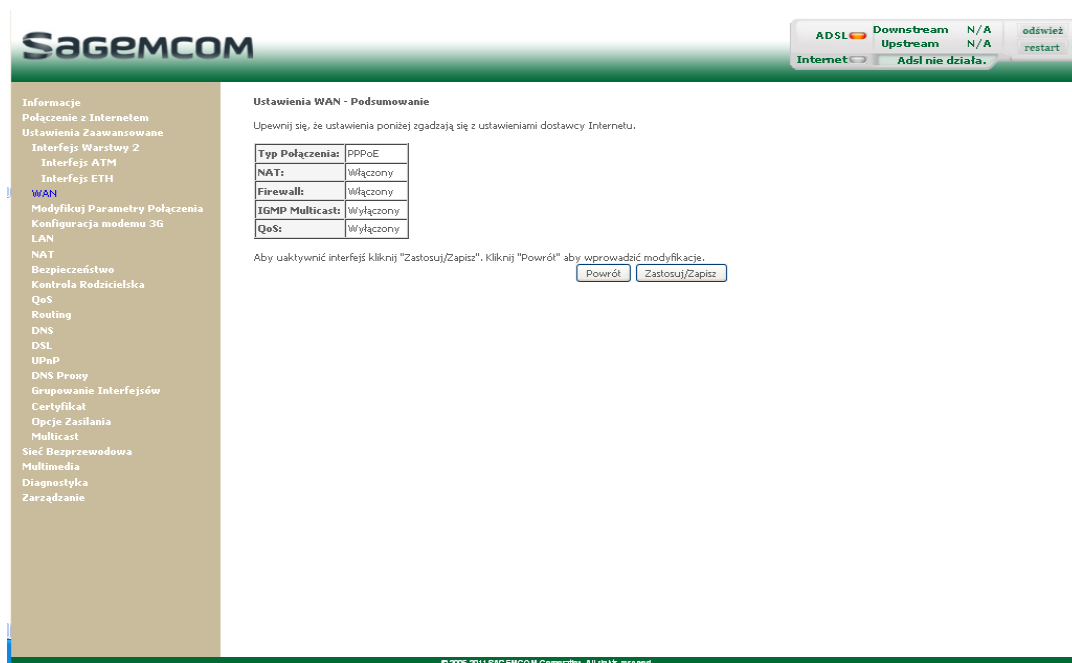 SAGEMCOM
ADSL Downstream N/A
Upstream N/A
Internet Adsl nie działa.
odśwież
restart
Informacje
Połączenie z Internetem
Ustawienia Zaawansowane
Interfejs Warstwy 2
Interfejs ATM
Interfejs ETH
WAN
Modyfikuj Parametry Połączenia
Konfiguracja modemu 3G
LAN
NAT
Bezpieczeństwo
Kontrola Rodzicielska
QoS
Routing
DNS
DSL
UPnP
DNS Proxy
Grupowanie Interfejsów
Certyfikat
Opcje Zasilania
Multicast
Sieć Bezprzewodowa
Multimedia
Diagnostyka
Zarządzanie
Ustawienia WAN - Podsumowanie
Upewnij się, że ustawienia poniżej zgadzają się z ustawieniami dostawcy Internetu.
Typ Połączenia: PPPoE
NAT: Włączony
Firewall: Włączony
IGMP Multicast: Wyłączony
QoS: Wyłączony
Aby uaktywnić interfejś kliknij "Zastosuj/Zapisz". Kliknij "Powrót" aby wprowadzić modyfikacje.
Powrót Zastosuj/Zapisz